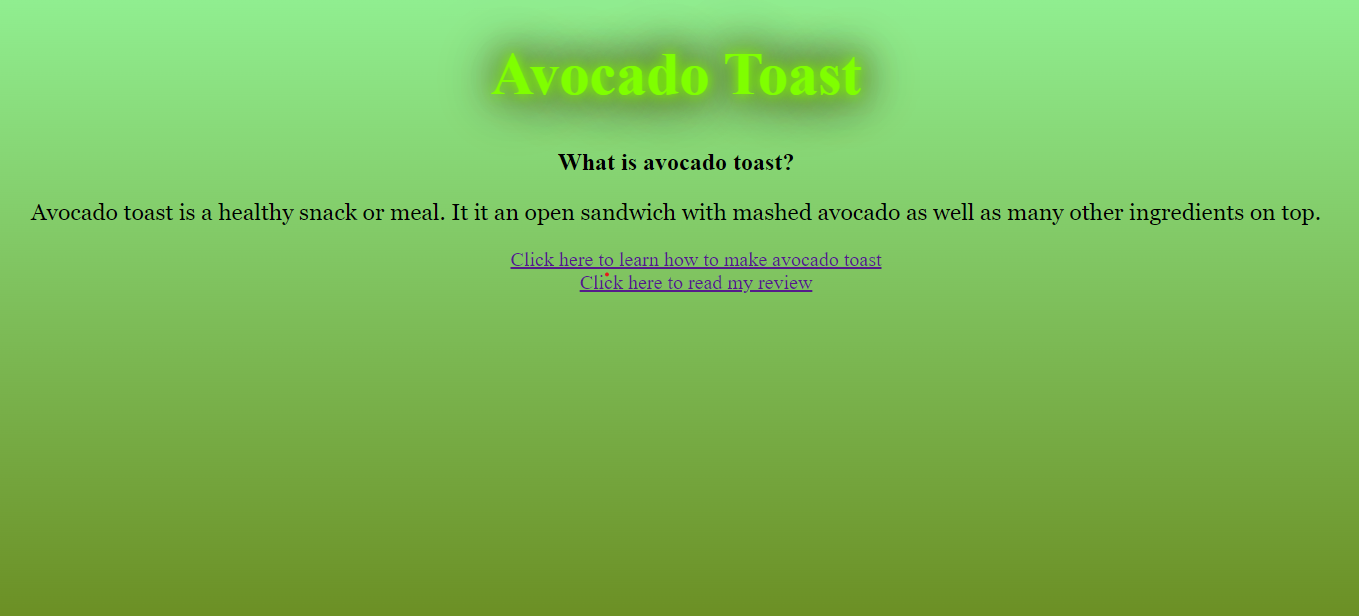 Avocado Toast
What is avocado toast?
Avocado toast is a healthy snack or meal. It it an open sandwich with mashed avocado as well as many other ingredients on top.
Click here to learn how to make avocado toast
Click here to read my review